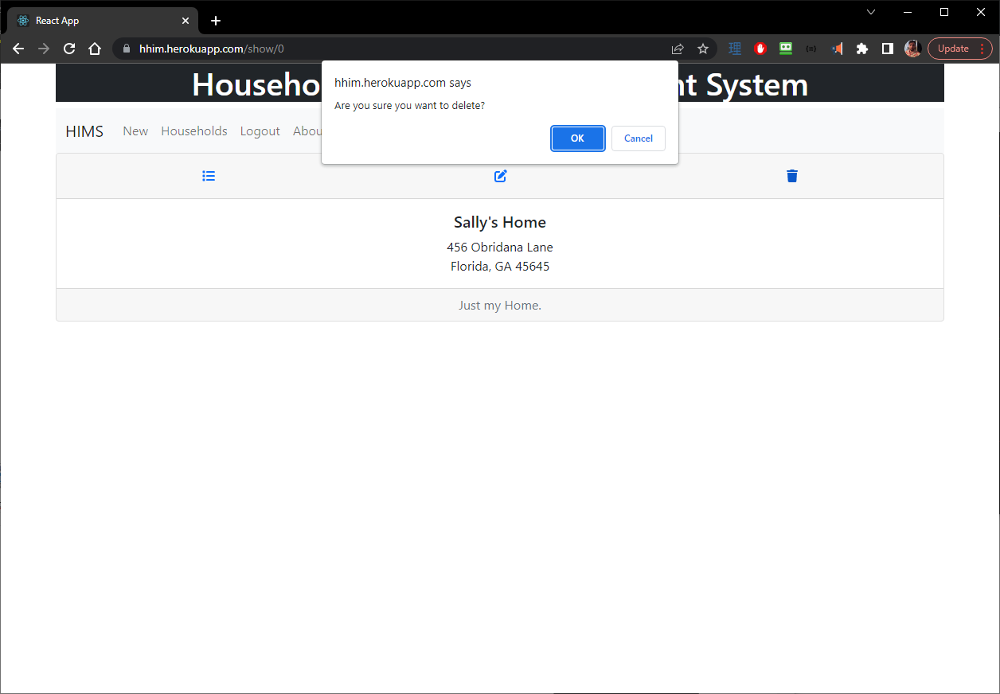 React App
hhim.herokuapp.com/show/0
理
Update
hhim.herokuapp.com says
Are you sure you want to delete?
OK
Cancel
Househo
nt System
HIMS New Households Logout Abou
Sally's Home
456 Obridana Lane
Florida, GA 45645
Just my Home.